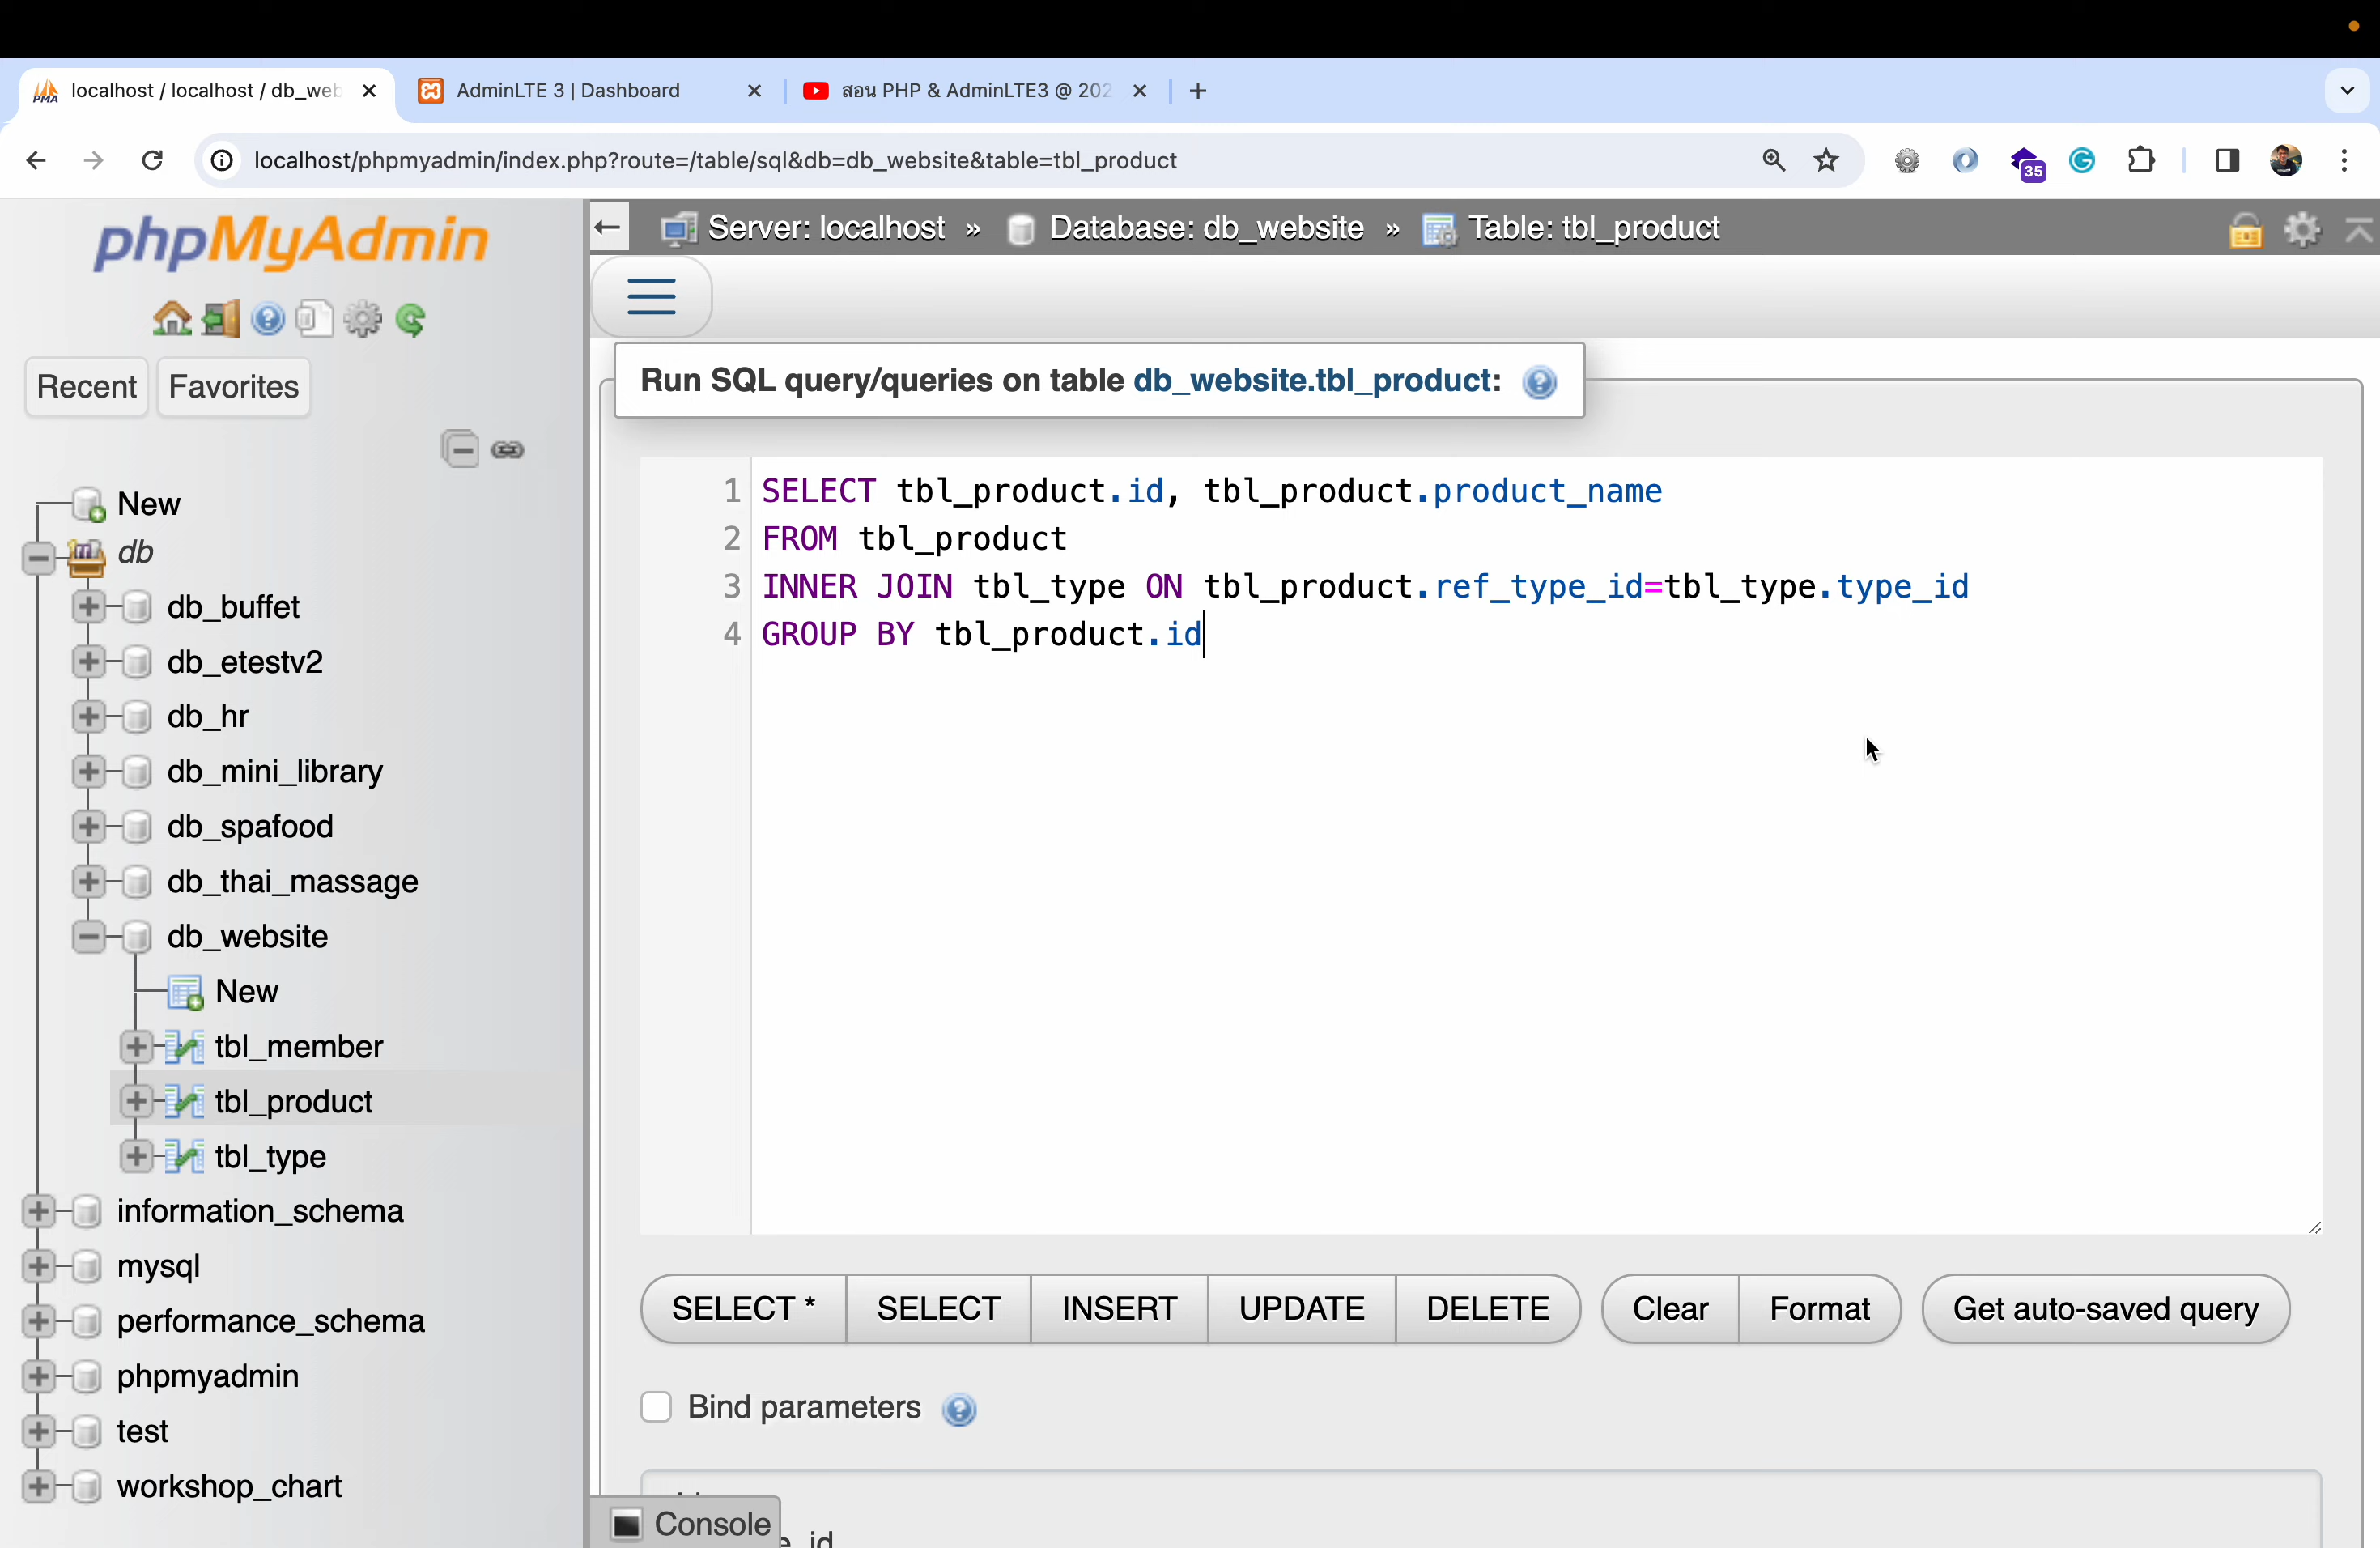 localhost / localhost / db_web
AdminLTE 3 | Dashboard
สอน PHP & AdminLTE3 @ 202
localhost/phpmyadmin/index.php?route=/table/sql&db=db_website&table=tbl_product
35
phpMyAdmin
Recent
Favorites
New
db
db_buffet
db_etestv2
db_hr
db_mini_library
db_spafood
db_thai_massage
db_website
New
tbl_member
tbl_product
tbl_type
information_schema
mysql
performance_schema
phpmyadmin
test
workshop_chart
Server: localhost » Database: db_website » Table: tbl_product
Run SQL query/queries on table db_website.tbl_product:
1 SELECT tbl_product.id, tbl_product.product_name
2 FROM tbl_product
3 INNER JOIN tbl_type ON tbl_product.ref_type_id=tbl_type.type_id
4 GROUP BY tbl_product.id
SELECT * SELECT INSERT UPDATE DELETE Clear Format Get auto-saved query
Bind parameters
Console